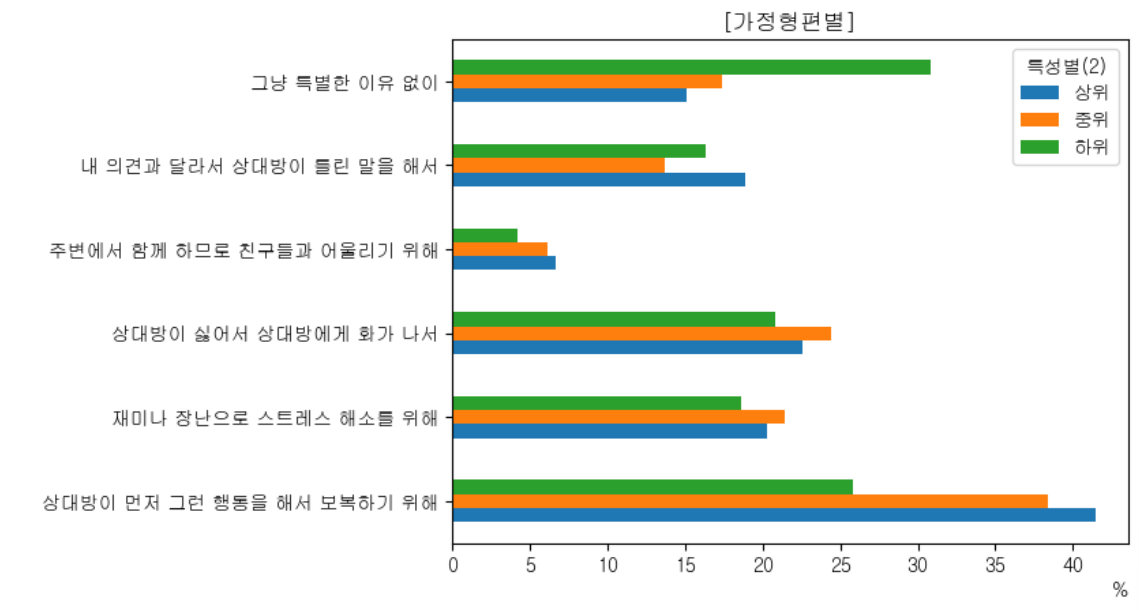 [가정형편별]
특성별(2)
상위
중위
하위
그냥 특별한 이유 없이
내 의견과 달라서 상대방이 틀린 말을 해서
주변에서 함께 하므로 친구들과 어울리기 위해
상대방이 싫어서 상대방에게 화가 나서
재미나 장난으로 스트레스 해소를 위해
상대방이 먼저 그런 행동을 해서 보복하기 위해
0 5 10 15 20 25 30 35 40
%